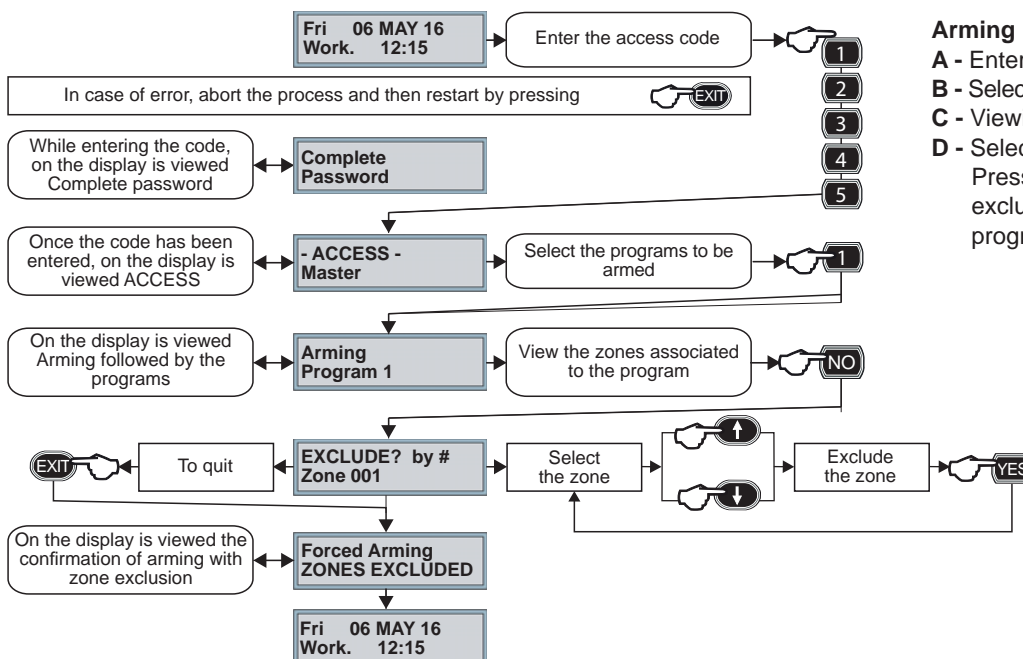 Fri 06 MAY 16
Work. 12:15
Enter the access code
1
2
3
4
5
In case of error, abort the process and then restart by pressing
EXIT
While entering the code,
on the display is viewed
Complete password
Complete
Password
Once the code has been
entered, on the display is
viewed ACCESS
- ACCESS -
Master
Select the programs to be
armed
1
On the display is viewed
Arming followed by the
programs
Arming
Program 1
View the zones associated
to the program
NO
EXIT
To quit
EXCLUDE? by #
Zone 001
Select
the zone
Exclude
the zone
YES
On the display is viewed the
confirmation of arming with
zone exclusion
Forced Arming
ZONES EXCLUDED
Fri 06 MAY 16
Work. 12:15
Arming
A - Enter
B - Selec
C - View
D - Selec
Press
exclu
progr